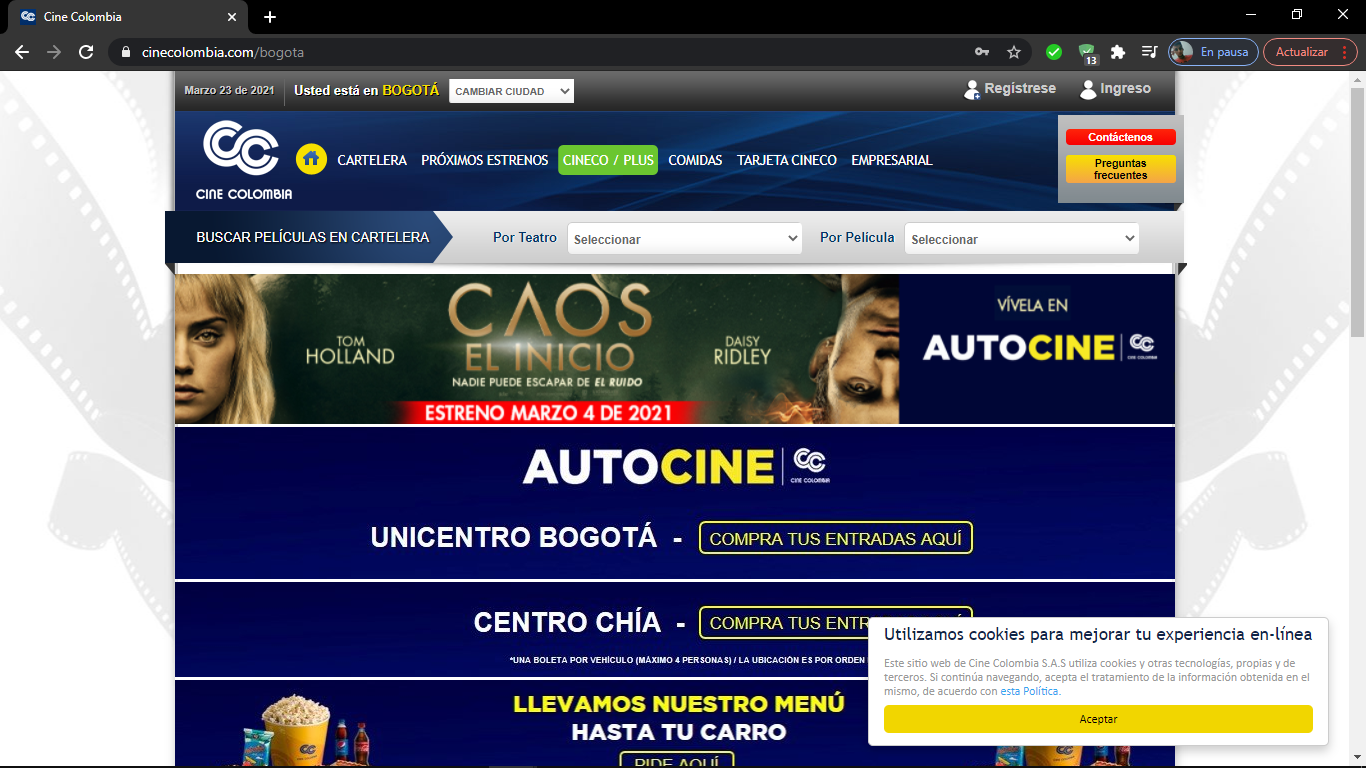 Cine Colombia
cinecolombia.com/bogota
13
En pausa
Actualizar
Marzo 23 de 2021
Usted está en BOGOTÁ
CAMBIAR CIUDAD
Regístrese
Ingreso
CINE COLOMBIA
CARTELERA
PRÓXIMOS ESTRENOS
CINECO / PLUS
COMIDAS
TARJETA CINECO
EMPRESARIAL
Contáctenos
Preguntas
frecuentes
BUSCAR PELÍCULAS EN CARTELERA
Por Teatro
Seleccionar
Por Película
Seleccionar
TOM
HOLLAND
CAOS
EL INICIO
NADIE PUEDE ESCAPAR DE EL RUIDO
DAISY
RIDLEY
ESTRENO MARZO 4 DE 2021
VÍVELA EN
AUTOCINE
CINE COLOMBIA
AUTOCINE
CINE COLOMBIA
UNICENTRO BOGOTÁ -
COMPRA TUS ENTRADAS AQUÍ
CENTRO CHÍA -
COMPRA TUS ENTR
*UNA BOLETA POR VEHÍCULO (MÁXIMO 4 PERSONAS) / LA UBICACIÓN ES POR ORDEN
LLEVAMOS NUESTRO MENÚ
HASTA TU CARRO
PIDE AQUÍ
Utilizamos cookies para mejorar tu experiencia en-línea
Este sitio web de Cine Colombia S.A.S utiliza cookies y otras tecnologías, propias y de
terceros. Si continúa navegando, acepta el tratamiento de la información obtenida en el
mismo, de acuerdo con esta Política.
Aceptar